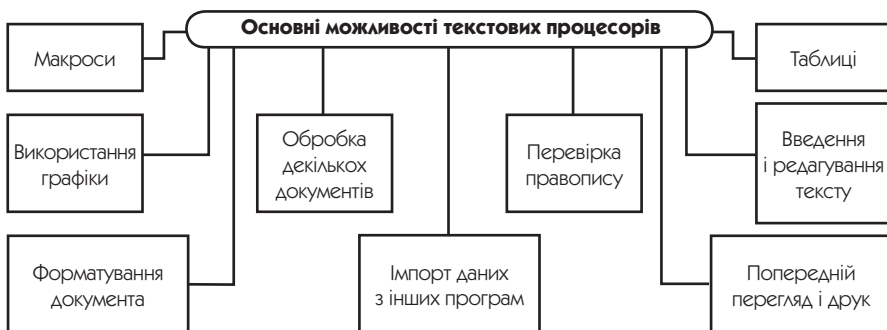 Основні можливості текстових процесорів
Макроси
Таблиці
Використання
графіки
Обробка
декількох
документів
Перевірка
правопису
Введення
і редагування
тексту
Форматування
документа
Імпорт даних
з інших програм
Попередній
перегляд і друк